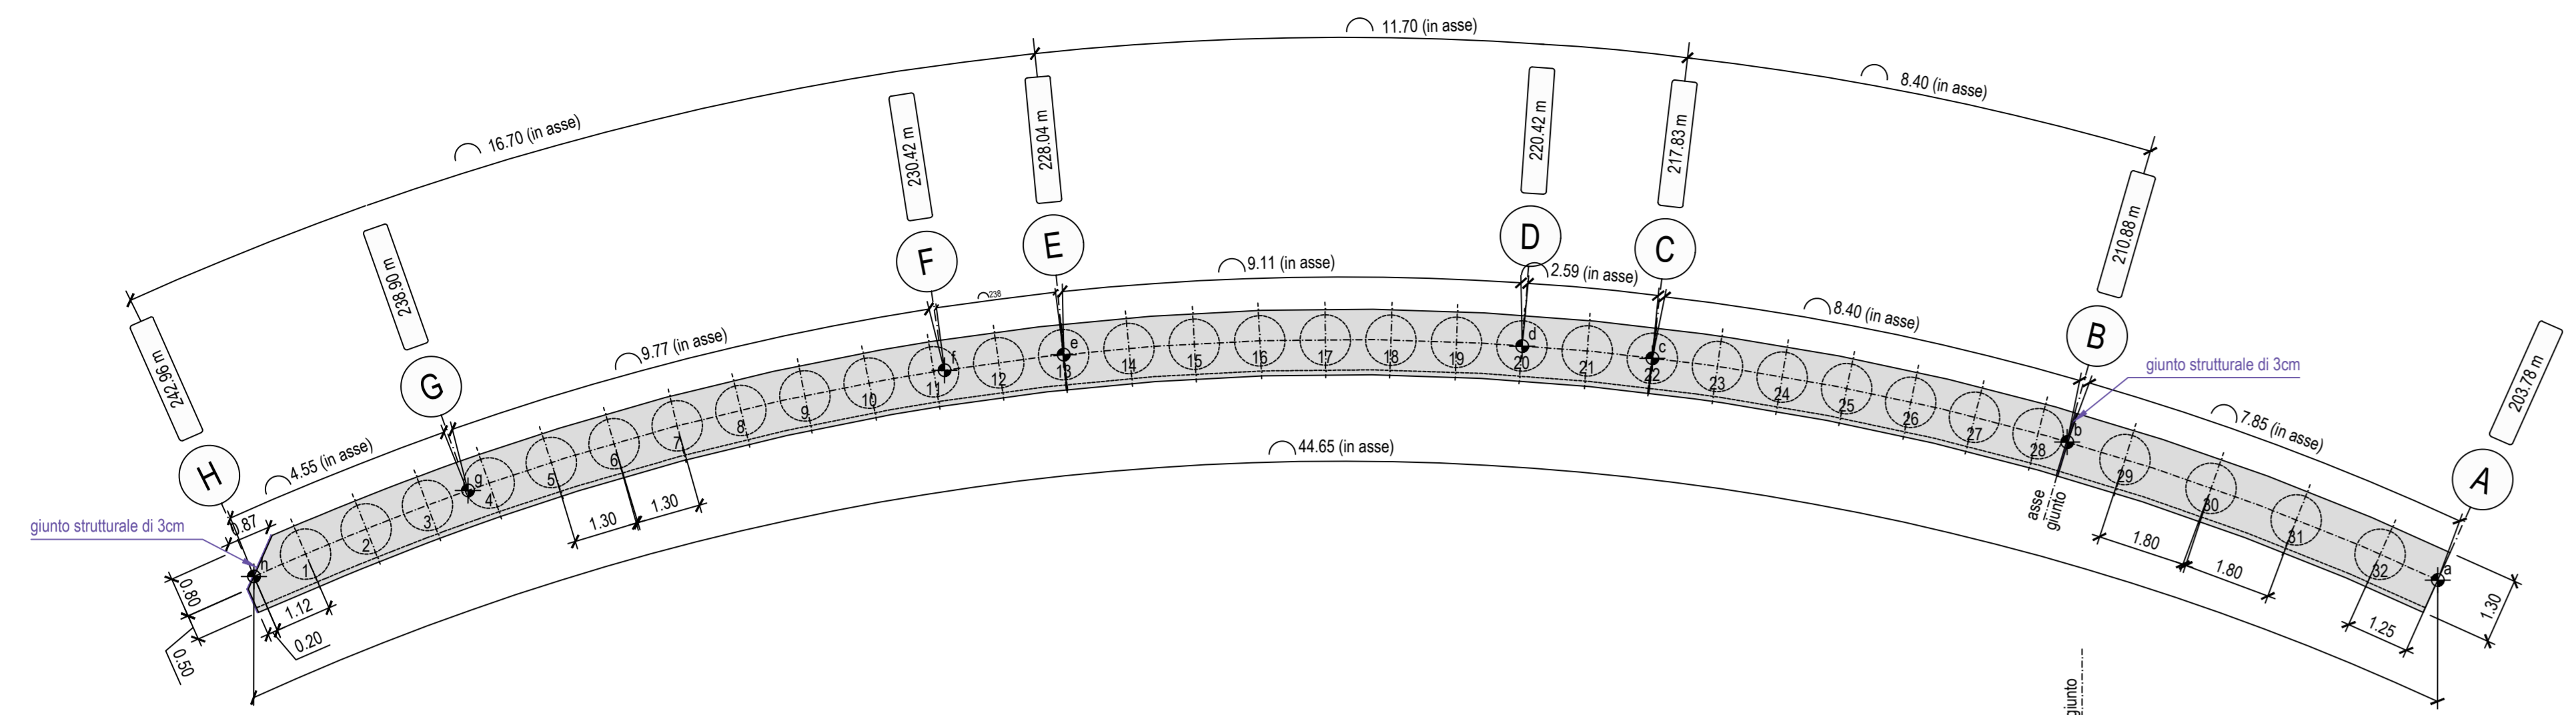 11.70 (in asse)
16.70 (in asse)
8.40 (in asse)
242.96 m
238.90 m
230.42 m
228.04 m
220.42 m
217.83 m
210.88 m
203.78 m
H
G
F
E
D
C
B
A
4.55 (in asse)
9.77 (in asse)
238
9.11 (in asse)
2.59 (in asse)
8.40 (in asse)
7.85 (in asse)
giunto strutturale di 3cm
giunto strutturale di 3cm
h
g
f
e
d
c
b
a
1
2
3
4
5
6
7
8
9
10
11
12
13
14
15
16
17
18
19
20
21
22
23
24
25
26
27
28
29
30
31
32
44.65 (in asse)
0.87
0.80
0.50
1.12
0.20
1.30
1.30
asse
giunto
1.80
1.80
1.25
1.30
giunto